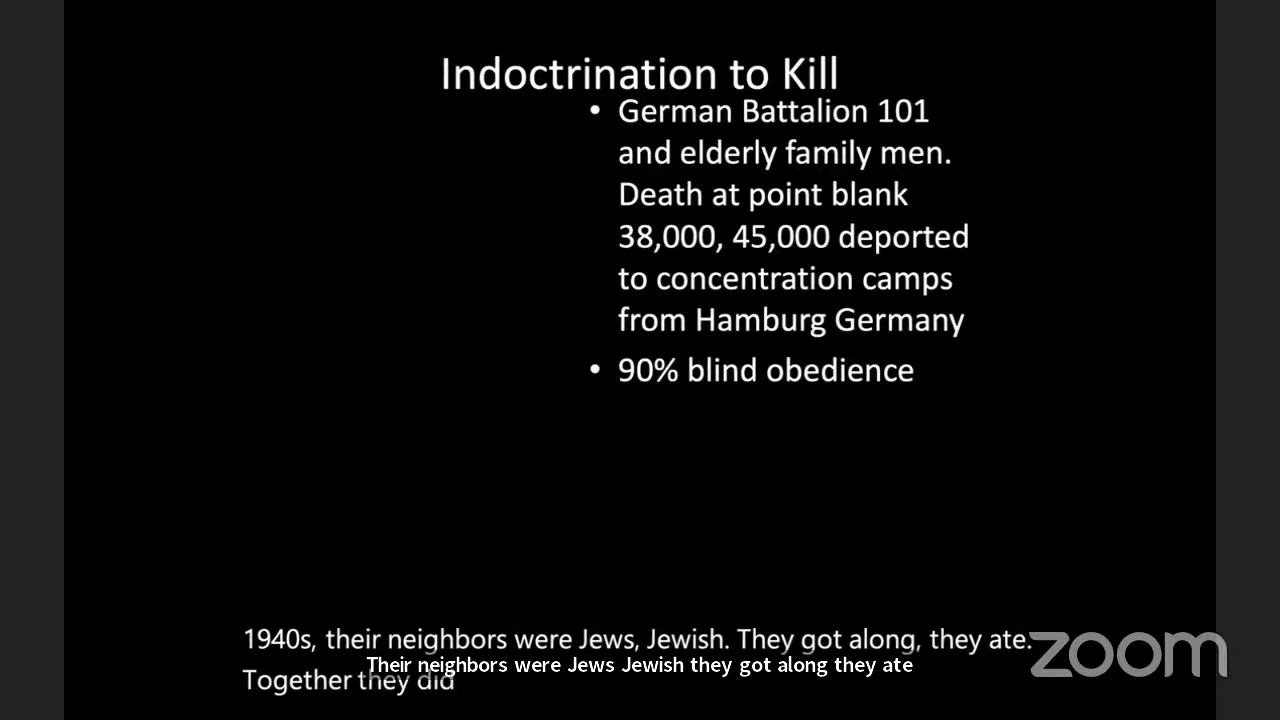 Indoctrination to Kill
• German Battalion 101
and elderly family men.
Death at point blank
38,000, 45,000 deported
to concentration camps
from Hamburg Germany
• 90% blind obedience
1940s, their neighbors were Jews, Jewish. They got along, they ate.
Their neighbors were Jews Jewish they got along they ate
Together they did
zoom